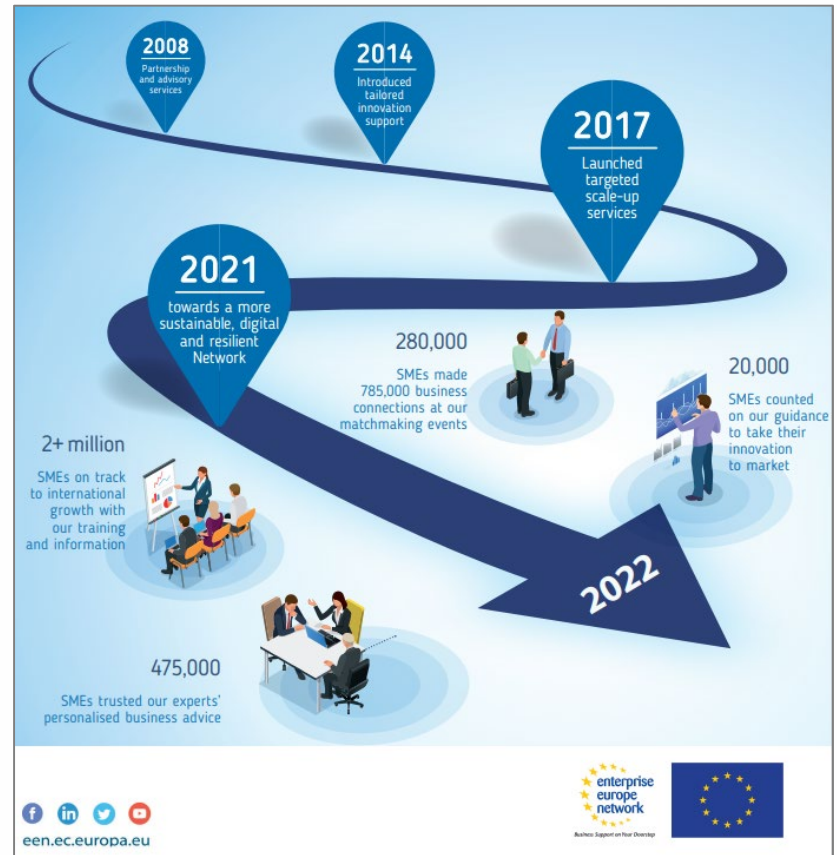 2008
Partnership
and advisory
services
2014
Introduced
tailored
innovation
support
2017
Launched
targeted
scale-up
services
2021
towards a more
sustainable, digital
and resilient
Network
280,000
SMEs made
785,000 business
connections at our
matchmaking events
20,000
SMEs counted
on our guidance
to take their
innovation
to market
2+ million
SMEs on track
to international
growth with
our training
and information
2022
475,000
SMEs trusted our experts'
personalised business advice
enterprise
europe
network
Business Support on Your Doorstep
een.ec.europa.eu